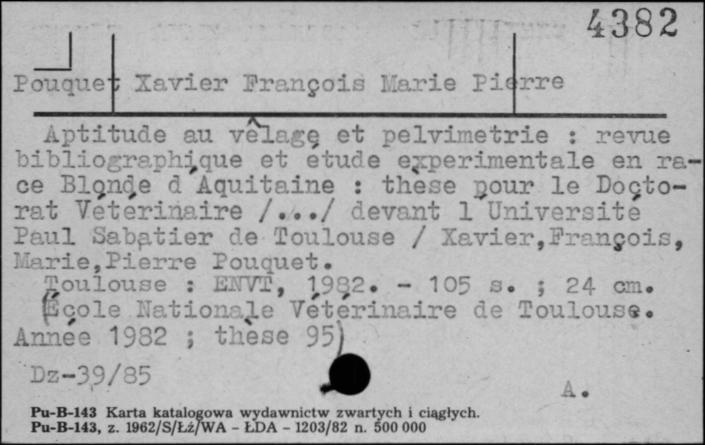 4382
Pouquet Xavier François Marie Pierre
Aptitude au vêlage et pelvimetrie : revue
bibliographique et étude experimentale en ra-
ce Blonde d'Aquitaine : thèse pour le Docto-
rat Vétérinaire /.../ devant l'Université
Paul Sabatier de Toulouse / Xavier,François,
Marie,Pierre Pouquet.
Toulouse : ENVT, 1982. - 105 s. ; 24 cm.
(École Nationale Vétérinaire de Toulouse.
Année 1982 ; thèse 95)
Dz-39/85
A.
Pu-B-143 Karta katalogowa wydawnictw zwartych i ciągłych.
Pu-B-143, z. 1962/S/Łż/WA - ŁDA - 1203/82 n. 500 000